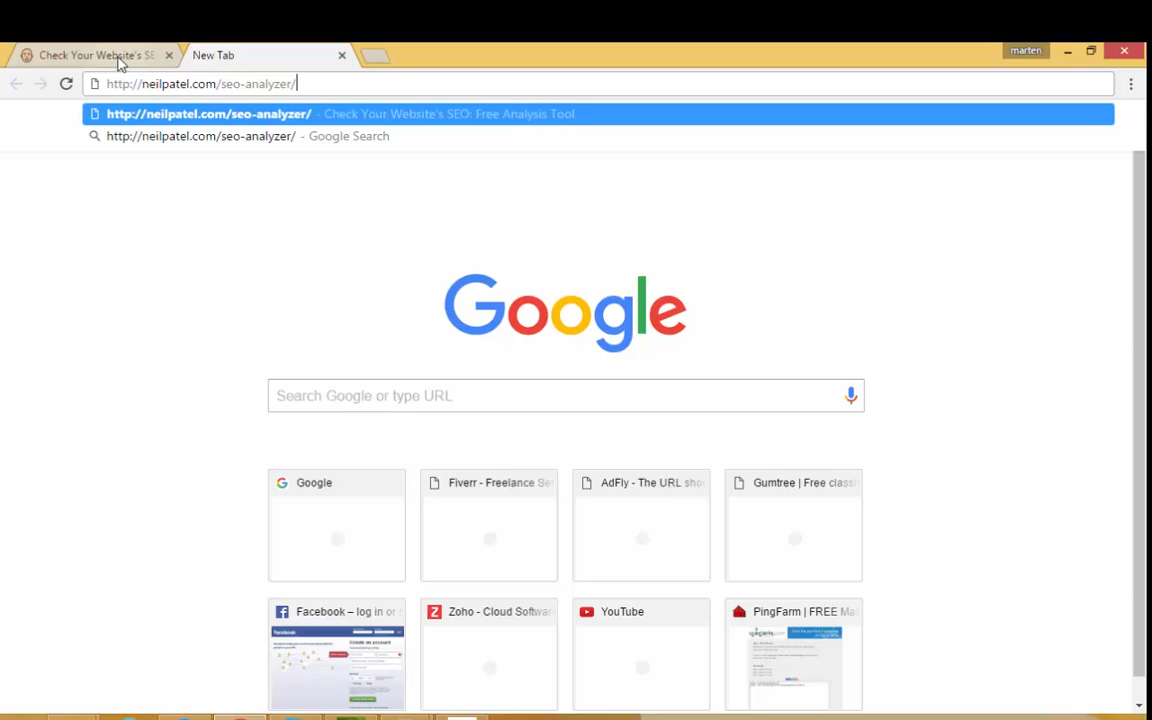 Check Your Website's SE
New Tab
marten
http://neilpatel.com/seo-analyzer/
http://neilpatel.com/seo-analyzer/ - Check Your Website's SEO: Free Analysis Tool
http://neilpatel.com/seo-analyzer/ - Google Search
Google
Search Google or type URL
Google
Fiverr - Freelance Se
AdFly - The URL sho
Gumtree | Free class
Facebook – log in or
Zoho - Cloud Softwar
YouTube
PingFarm | FREE Ma
facebook